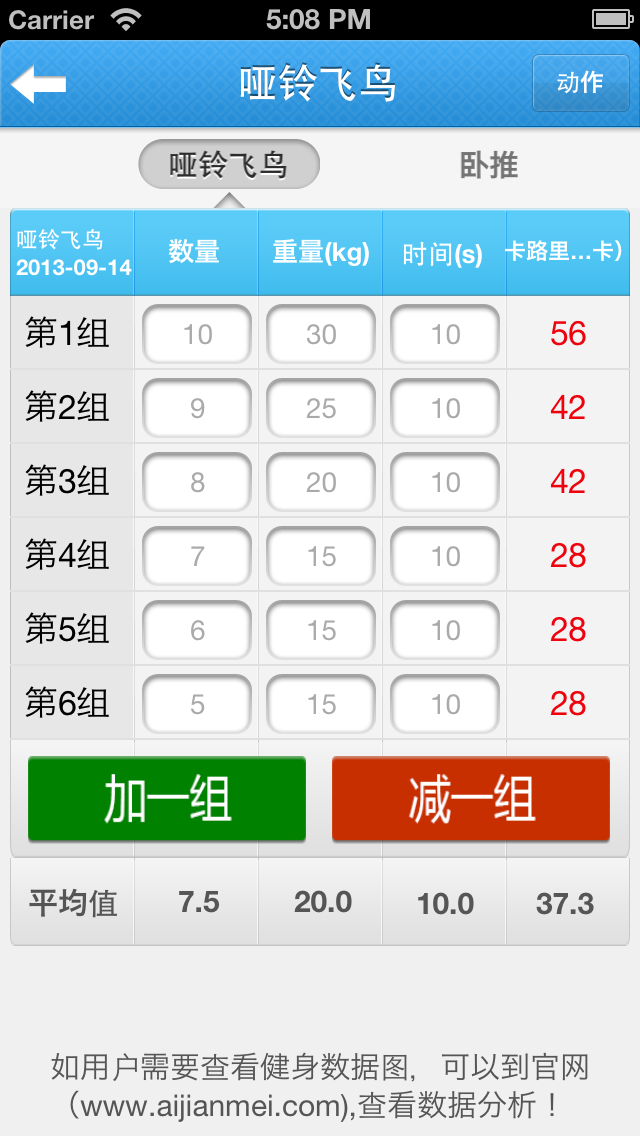 Carrier 5:08 PM
哑铃飞鸟 动作
哑铃飞鸟 卧推
哑铃飞鸟
2013-09-14 数量 重量(kg) 时间(s) 卡路里...卡）
第1组 10 30 10 56
第2组 9 25 10 42
第3组 8 20 10 42
第4组 7 15 10 28
第5组 6 15 10 28
第6组 5 15 10 28
加一组 减一组
平均值 7.5 20.0 10.0 37.3
如用户需要查看健身数据图，可以到官网
（www.aijianmei.com),查看数据分析！